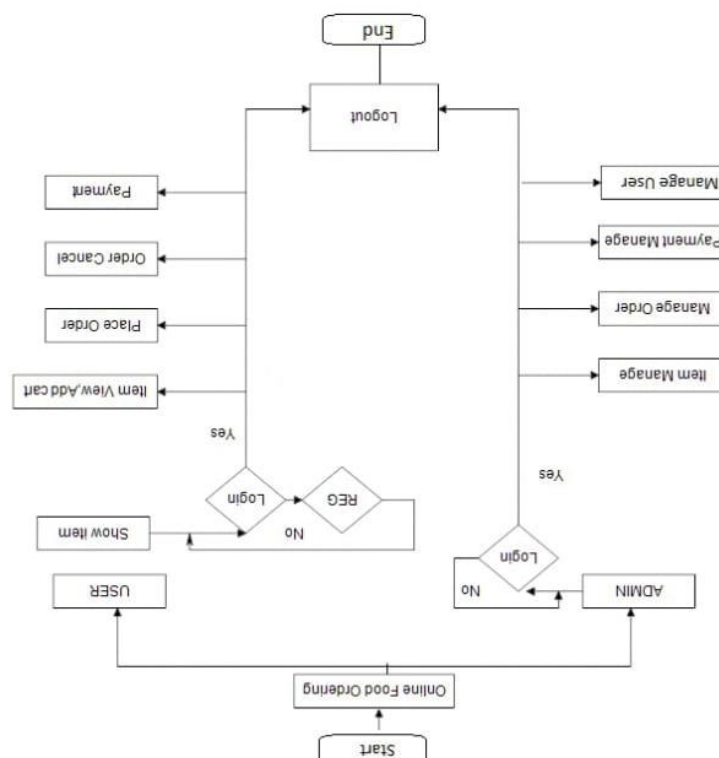 Start
Online Food Ordering
ADMIN
USER
Login
No
Show item
Login
No
REG
Yes
Yes
Item Manage
Item View,Add cart
Manage Order
Place Order
Payment Manage
Order Cancel
Manage User
Payment
Logout
End